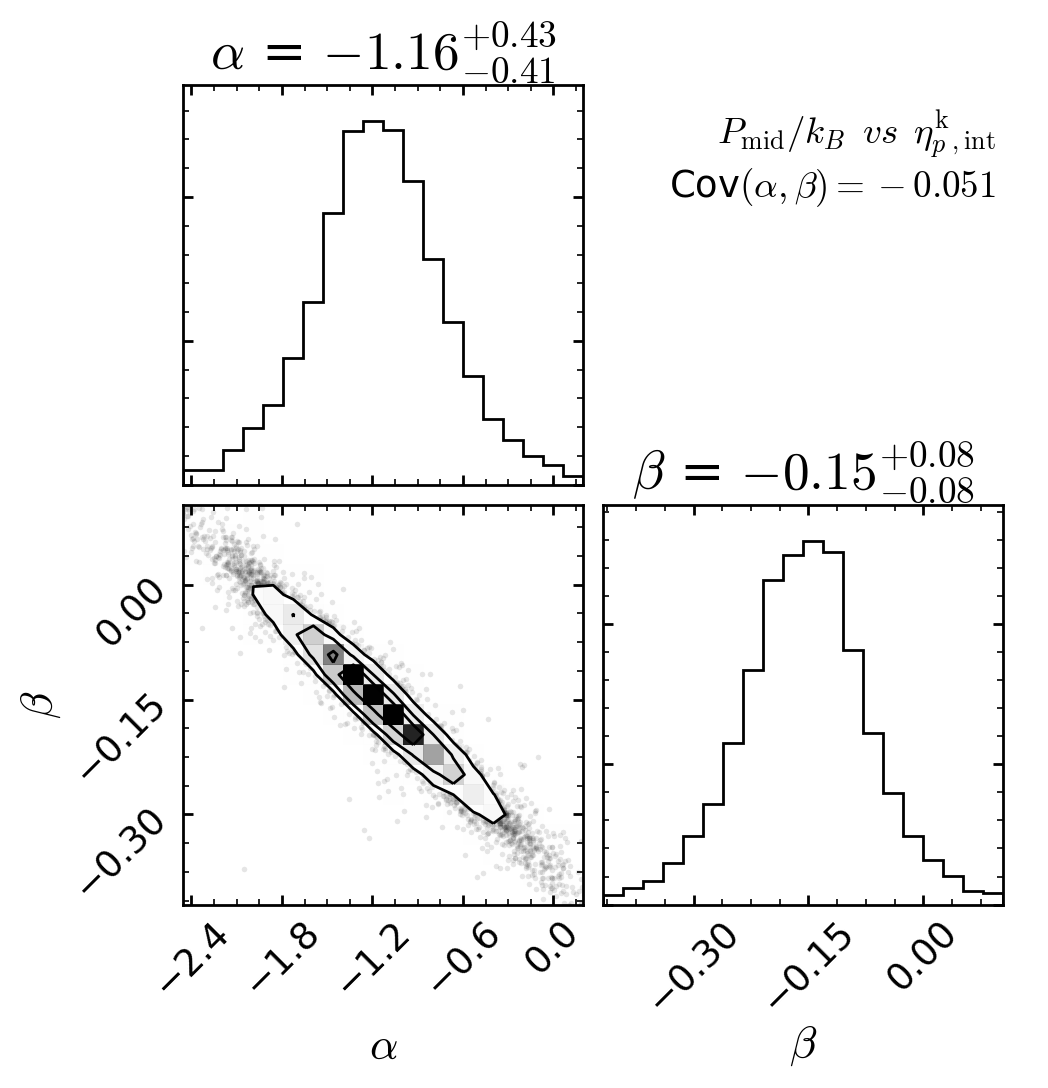 α = −1.16 +0.43 −0.41
P_mid/k_B vs η^k_p, int
Cov(α, β) = −0.051
β = −0.15 +0.08 −0.08
0.00
−0.15
−0.30
β
−2.4 −1.8 −1.2 −0.6 0.0
α
−0.30 −0.15 0.00
β